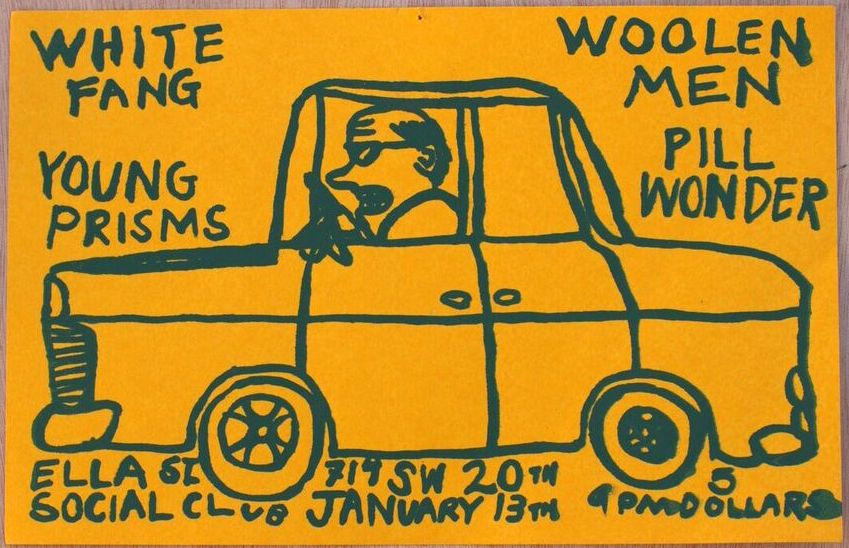 WHITE
FANG
WOOLEN
MEN
YOUNG
PRISMS
PILL
WONDER
ELLA ST
SOCIAL CLUB
714 SW 20TH
JANUARY 13TH
9PM
5
DOLLARS